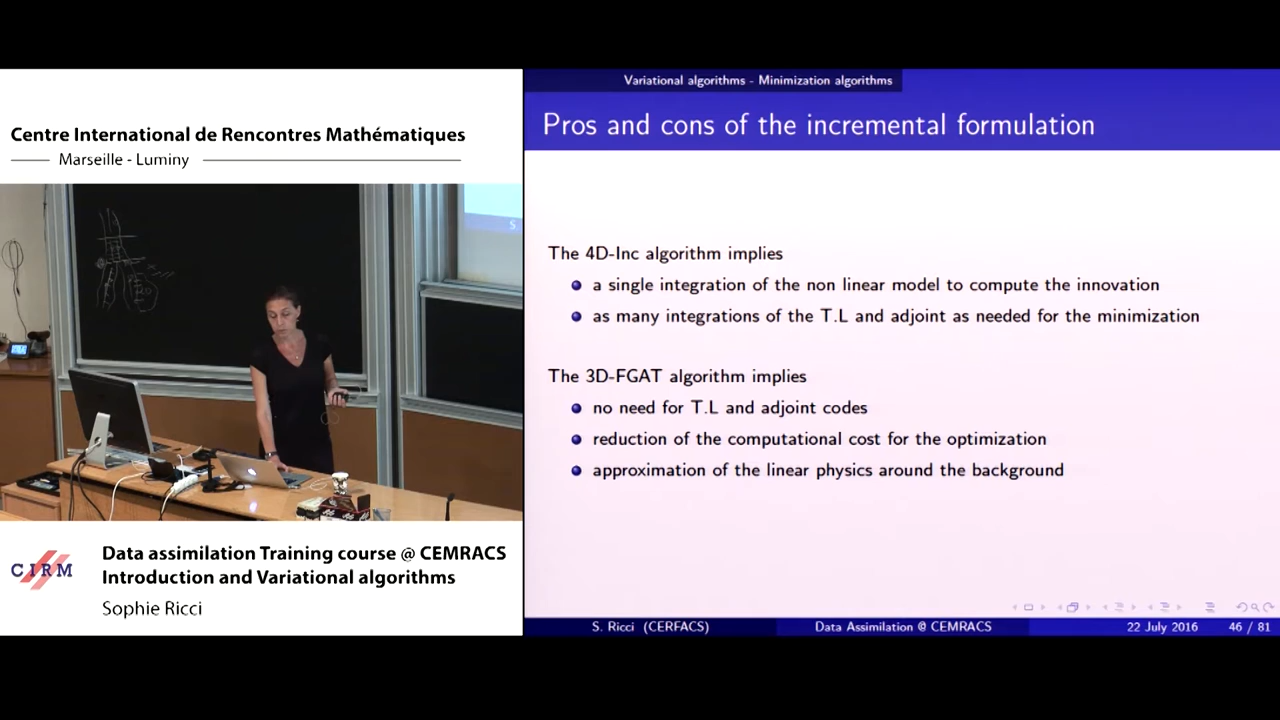 Centre International de Rencontres Mathématiques
Marseille - Luminy
CIRM
Data assimilation Training course @ CEMRACS
Introduction and Variational algorithms
Sophie Ricci
Variational algorithms - Minimization algorithms
Pros and cons of the incremental formulation
The 4D-Inc algorithm implies
a single integration of the non linear model to compute the innovation
as many integrations of the T.L and adjoint as needed for the minimization
The 3D-FGAT algorithm implies
no need for T.L and adjoint codes
reduction of the computational cost for the optimization
approximation of the linear physics around the background
S. Ricci (CERFACS)
Data Assimilation @ CEMRACS
22 July 2016
46 / 81